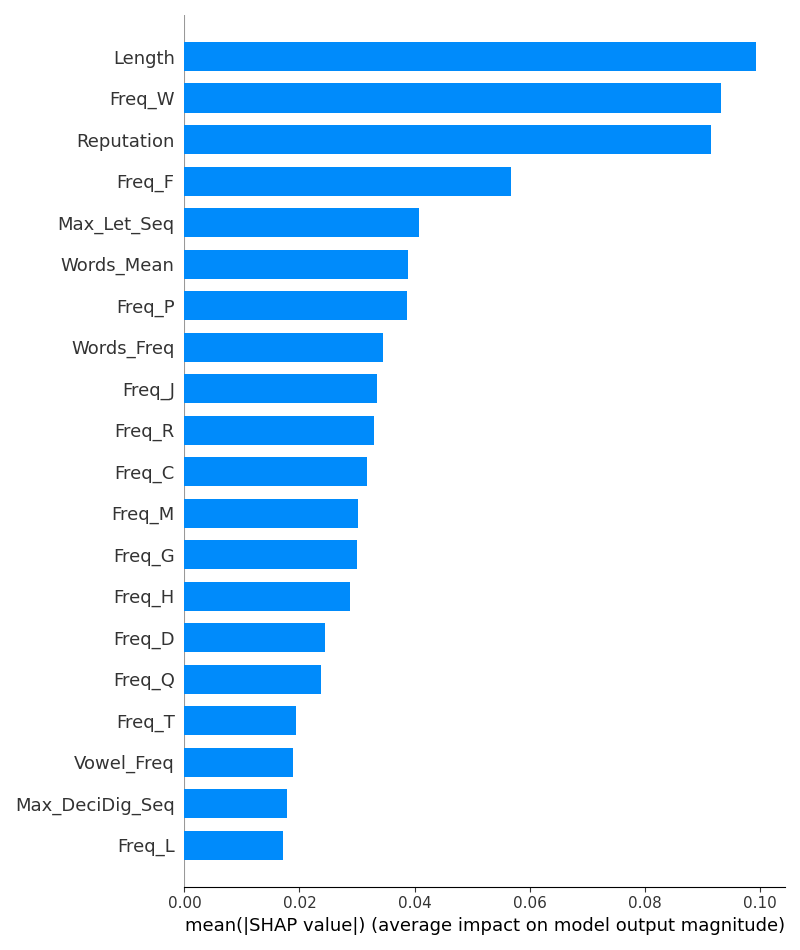 Length
Freq_W
Reputation
Freq_F
Max_Let_Seq
Words_Mean
Freq_P
Words_Freq
Freq_J
Freq_R
Freq_C
Freq_M
Freq_G
Freq_H
Freq_D
Freq_Q
Freq_T
Vowel_Freq
Max_DeciDig_Seq
Freq_L
0.00 0.02 0.04 0.06 0.08 0.10
mean(|SHAP value|) (average impact on model output magnitude)